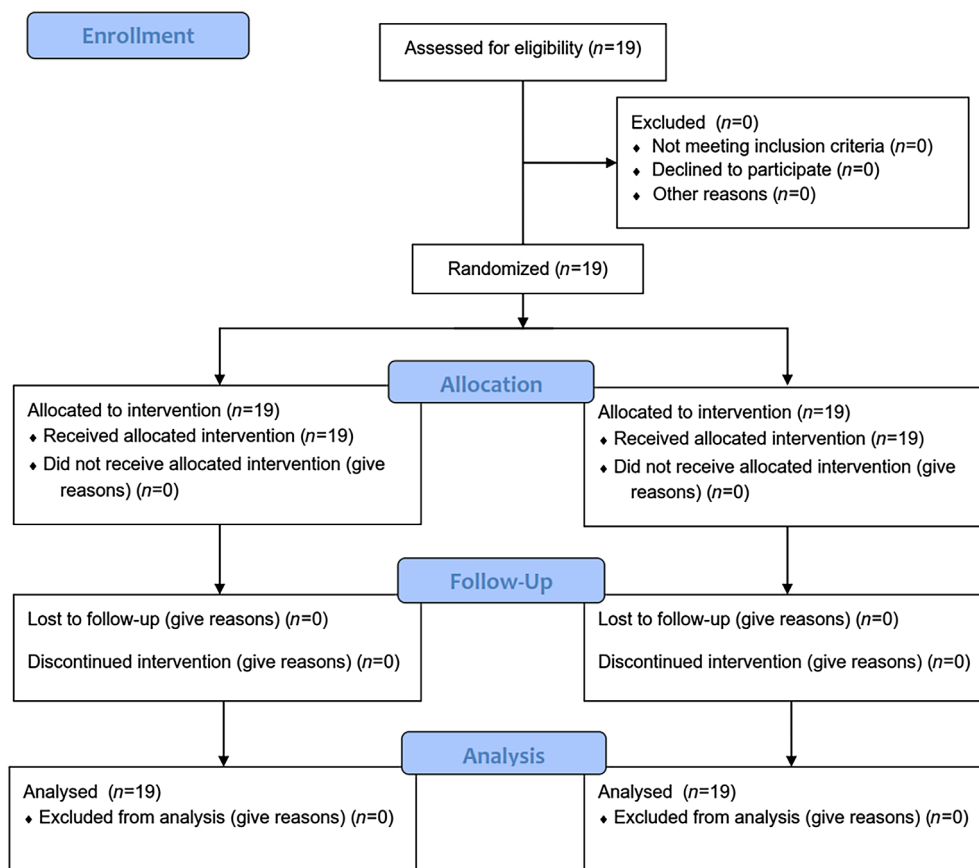 Enrollment
Assessed for eligibility (n=19)
Excluded (n=0)
♦ Not meeting inclusion criteria (n=0)
♦ Declined to participate (n=0)
♦ Other reasons (n=0)
Randomized (n=19)
Allocation
Allocated to intervention (n=19)
♦ Received allocated intervention (n=19)
♦ Did not receive allocated intervention (give
reasons) (n=0)
Allocated to intervention (n=19)
♦ Received allocated intervention (n=19)
♦ Did not receive allocated intervention (give
reasons) (n=0)
Follow-Up
Lost to follow-up (give reasons) (n=0)
Discontinued intervention (give reasons) (n=0)
Lost to follow-up (give reasons) (n=0)
Discontinued intervention (give reasons) (n=0)
Analysis
Analysed (n=19)
♦ Excluded from analysis (give reasons) (n=0)
Analysed (n=19)
♦ Excluded from analysis (give reasons) (n=0)